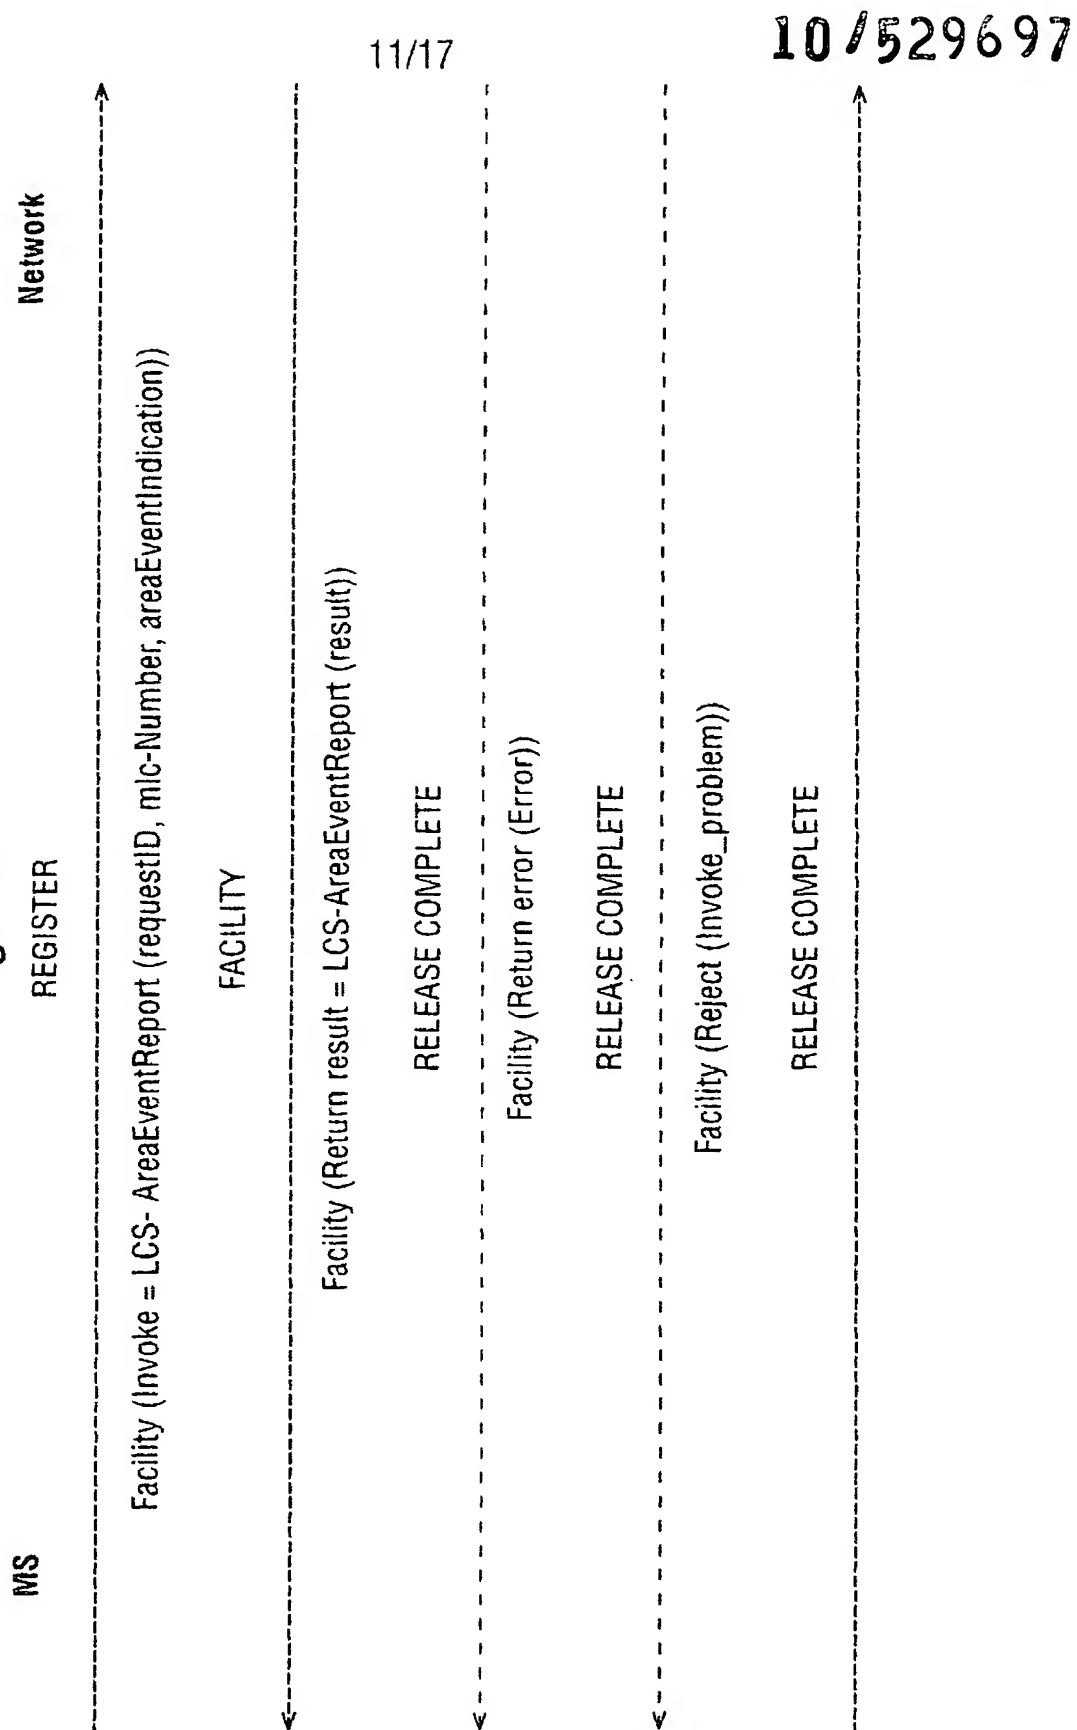 11/17
10/529697
MS
Network
REGISTER
Facility (Invoke = LCS- AreaEventReport (requestID, mlc-Number, areaEventIndication))
FACILITY
Facility (Return result = LCS-AreaEventReport (result))
RELEASE COMPLETE
Facility (Return error (Error))
RELEASE COMPLETE
Facility (Reject (Invoke_problem))
RELEASE COMPLETE